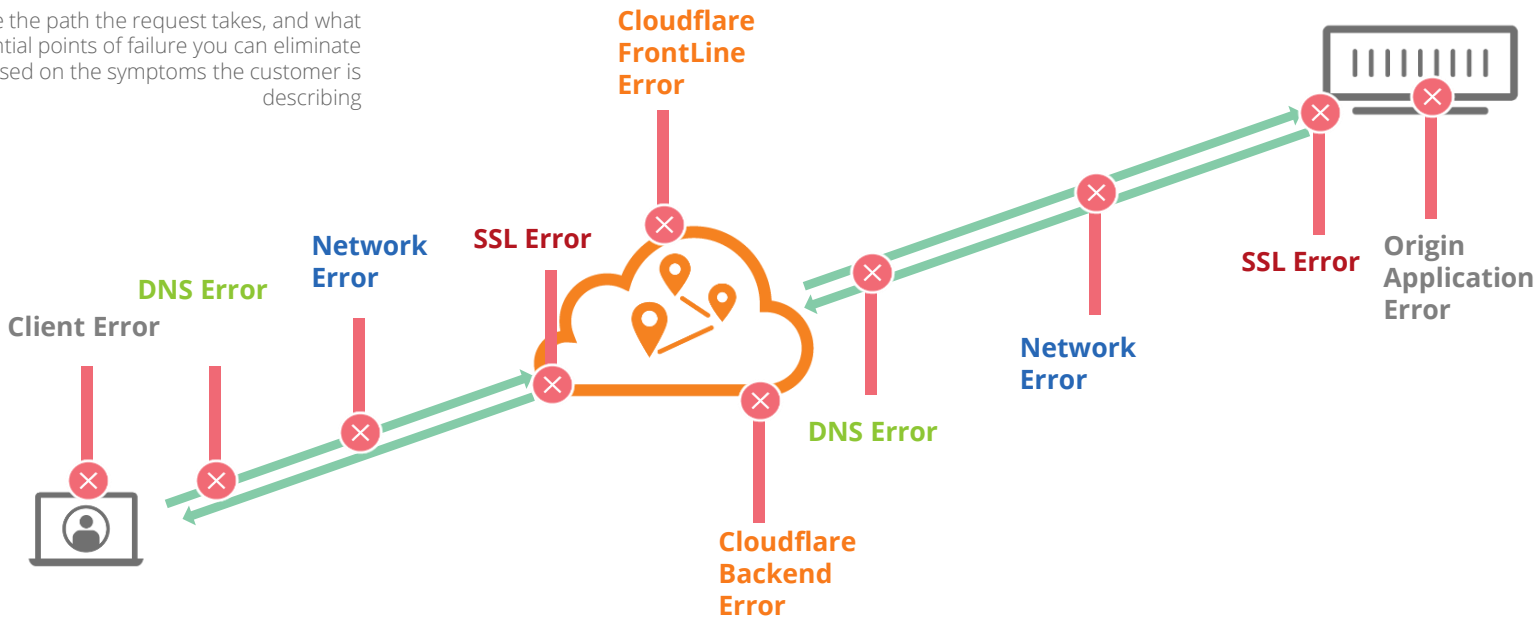 the path the request takes, and what
points of failure you can eliminate
on the symptoms the customer is
describing
Cloudflare
FrontLine
Error
SSL Error
Network
Error
DNS Error
Client Error
SSL Error
Origin
Application
Error
Network
Error
DNS Error
Cloudflare
Backend
Error